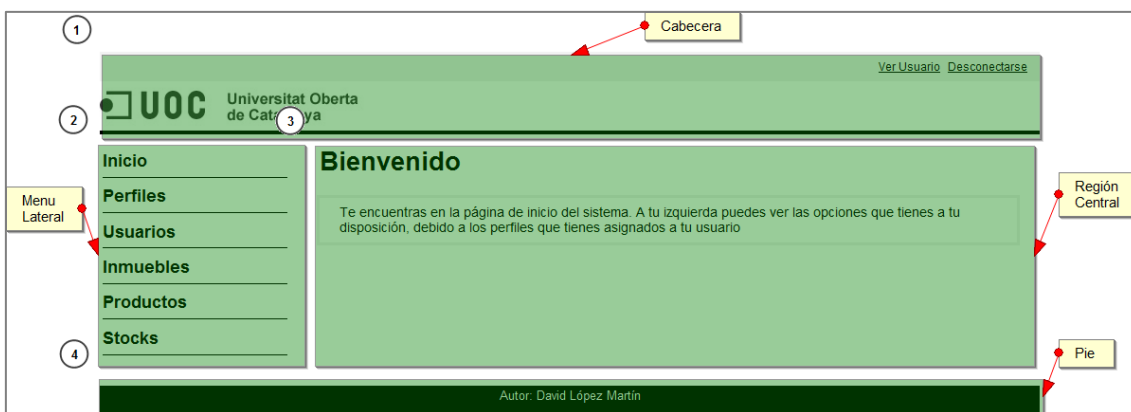 1
Cabecera
Ver Usuario Desconectarse
UOC
Universitat Oberta
de Cata ya
2
3
Inicio
Perfiles
Usuarios
Inmuebles
Productos
Stocks
Menu
Lateral
Bienvenido
Te encuentras en la página de inicio del sistema. A tu izquierda puedes ver las opciones que tienes a tu
disposición, debido a los perfiles que tienes asignados a tu usuario
Región
Central
4
Pie
Autor: David López Martín